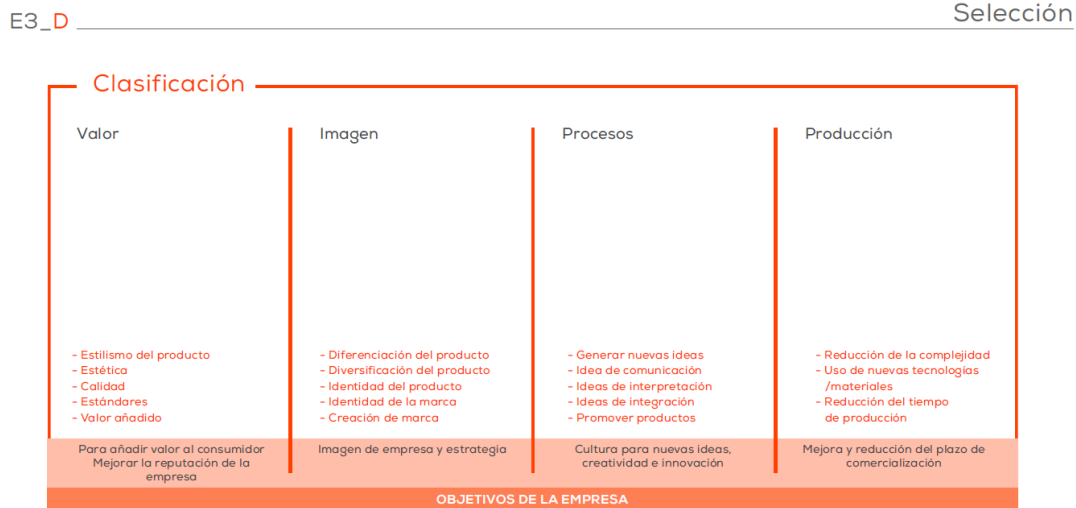 E3_D
Selección
Clasificación
Valor
- Estilismo del producto
- Estética
- Calidad
- Estándares
- Valor añadido
Para añadir valor al consumidor
Mejorar la reputación de la
empresa
Imagen
- Diferenciación del producto
- Diversificación del producto
- Identidad del producto
- Identidad de la marca
- Creación de marca
Imagen de empresa y estrategia
Procesos
- Generar nuevas ideas
- Idea de comunicación
- Ideas de interpretación
- Ideas de integración
- Promover productos
Cultura para nuevas ideas,
creatividad e innovación
Producción
- Reducción de la complejidad
- Uso de nuevas tecnologías
/materiales
- Reducción del tiempo
de producción
Mejora y reducción del plazo de
comercialización
OBJETIVOS DE LA EMPRESA